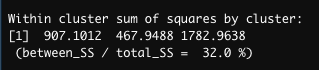 Within cluster sum of squares by cluster:
[1]  907.1012  467.9488 1782.9638
 (between_SS / total_SS =  32.0 %)